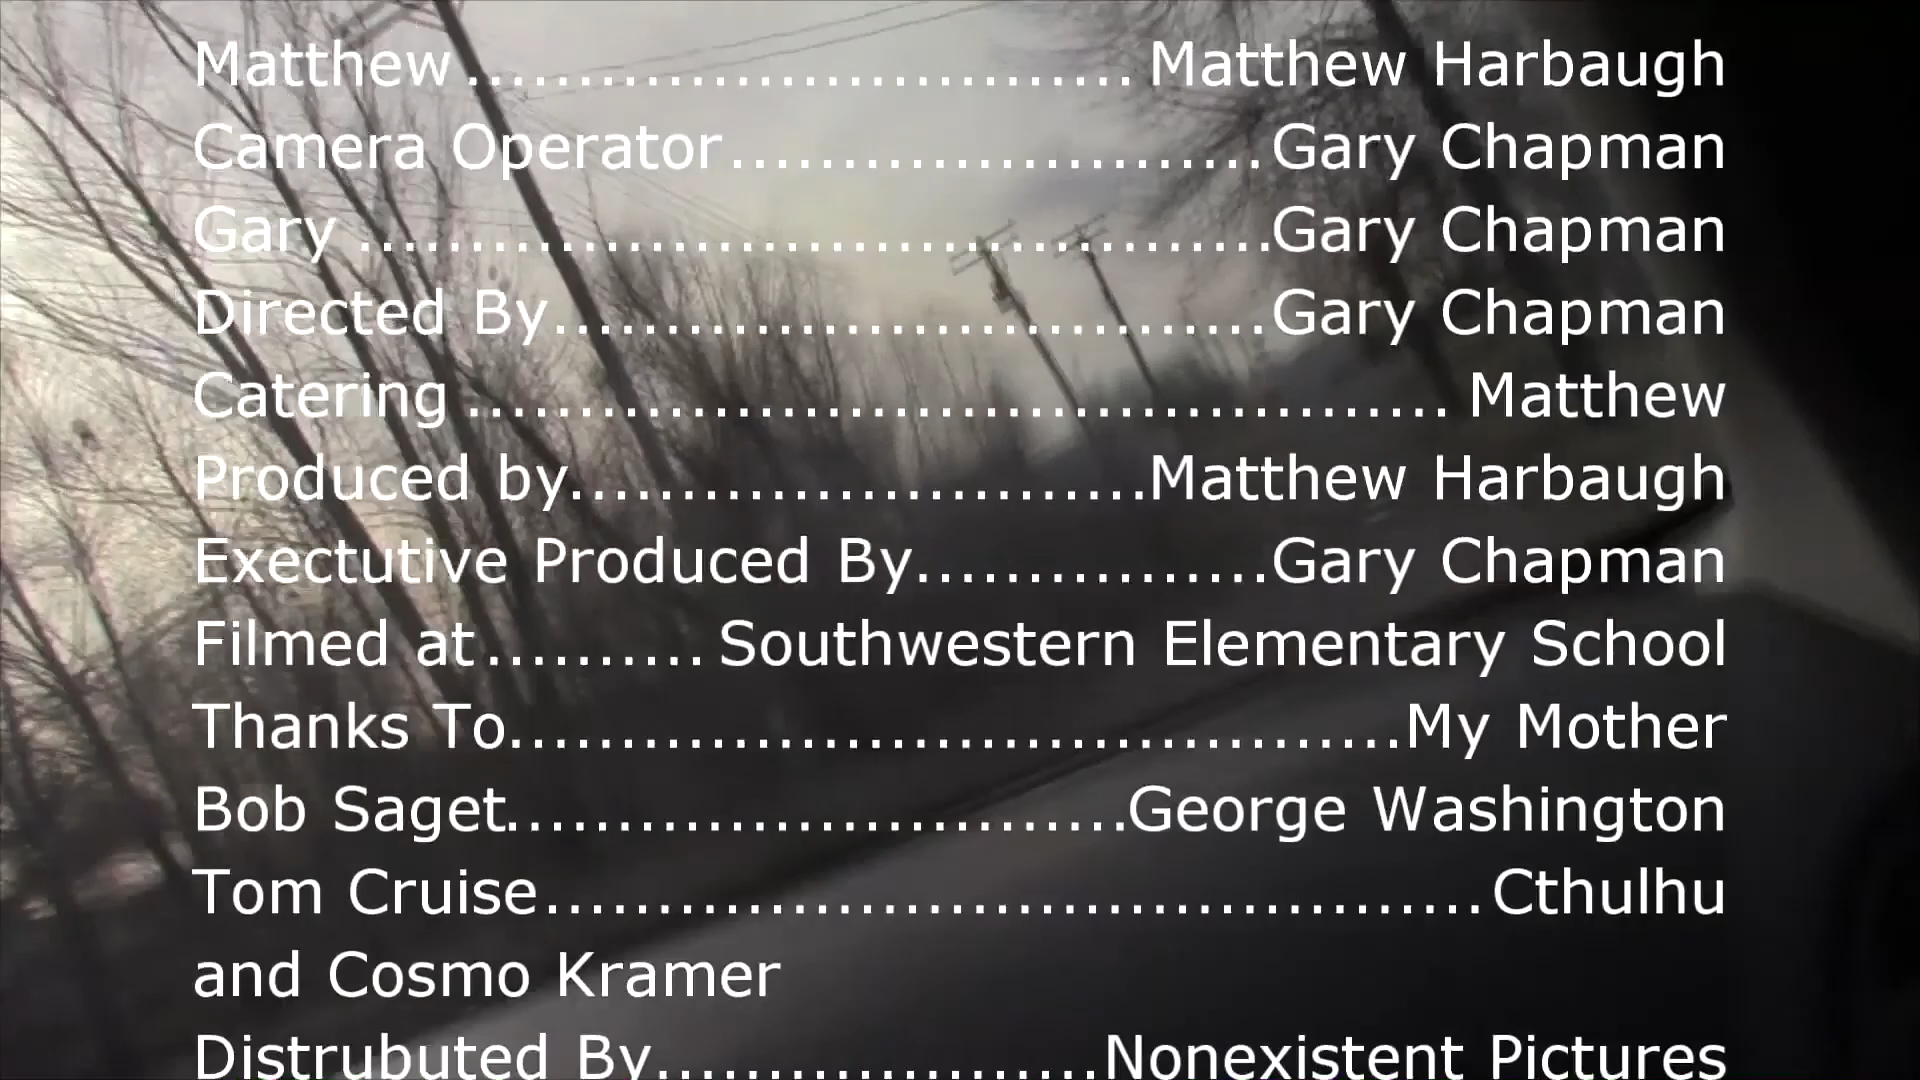 Matthew.............................. Matthew Harbaugh
Camera Operator........................Gary Chapman
Gary .........................................Gary Chapman
Directed By................................Gary Chapman
Catering ............................................ Matthew
Produced by..........................Matthew Harbaugh
Exectutive Produced By................Gary Chapman
Filmed at.......... Southwestern Elementary School
Thanks To........................................My Mother
Bob Saget............................George Washington
Tom Cruise..........................................Cthulhu
and Cosmo Kramer
Distrubuted By....................Nonexistent Pictures